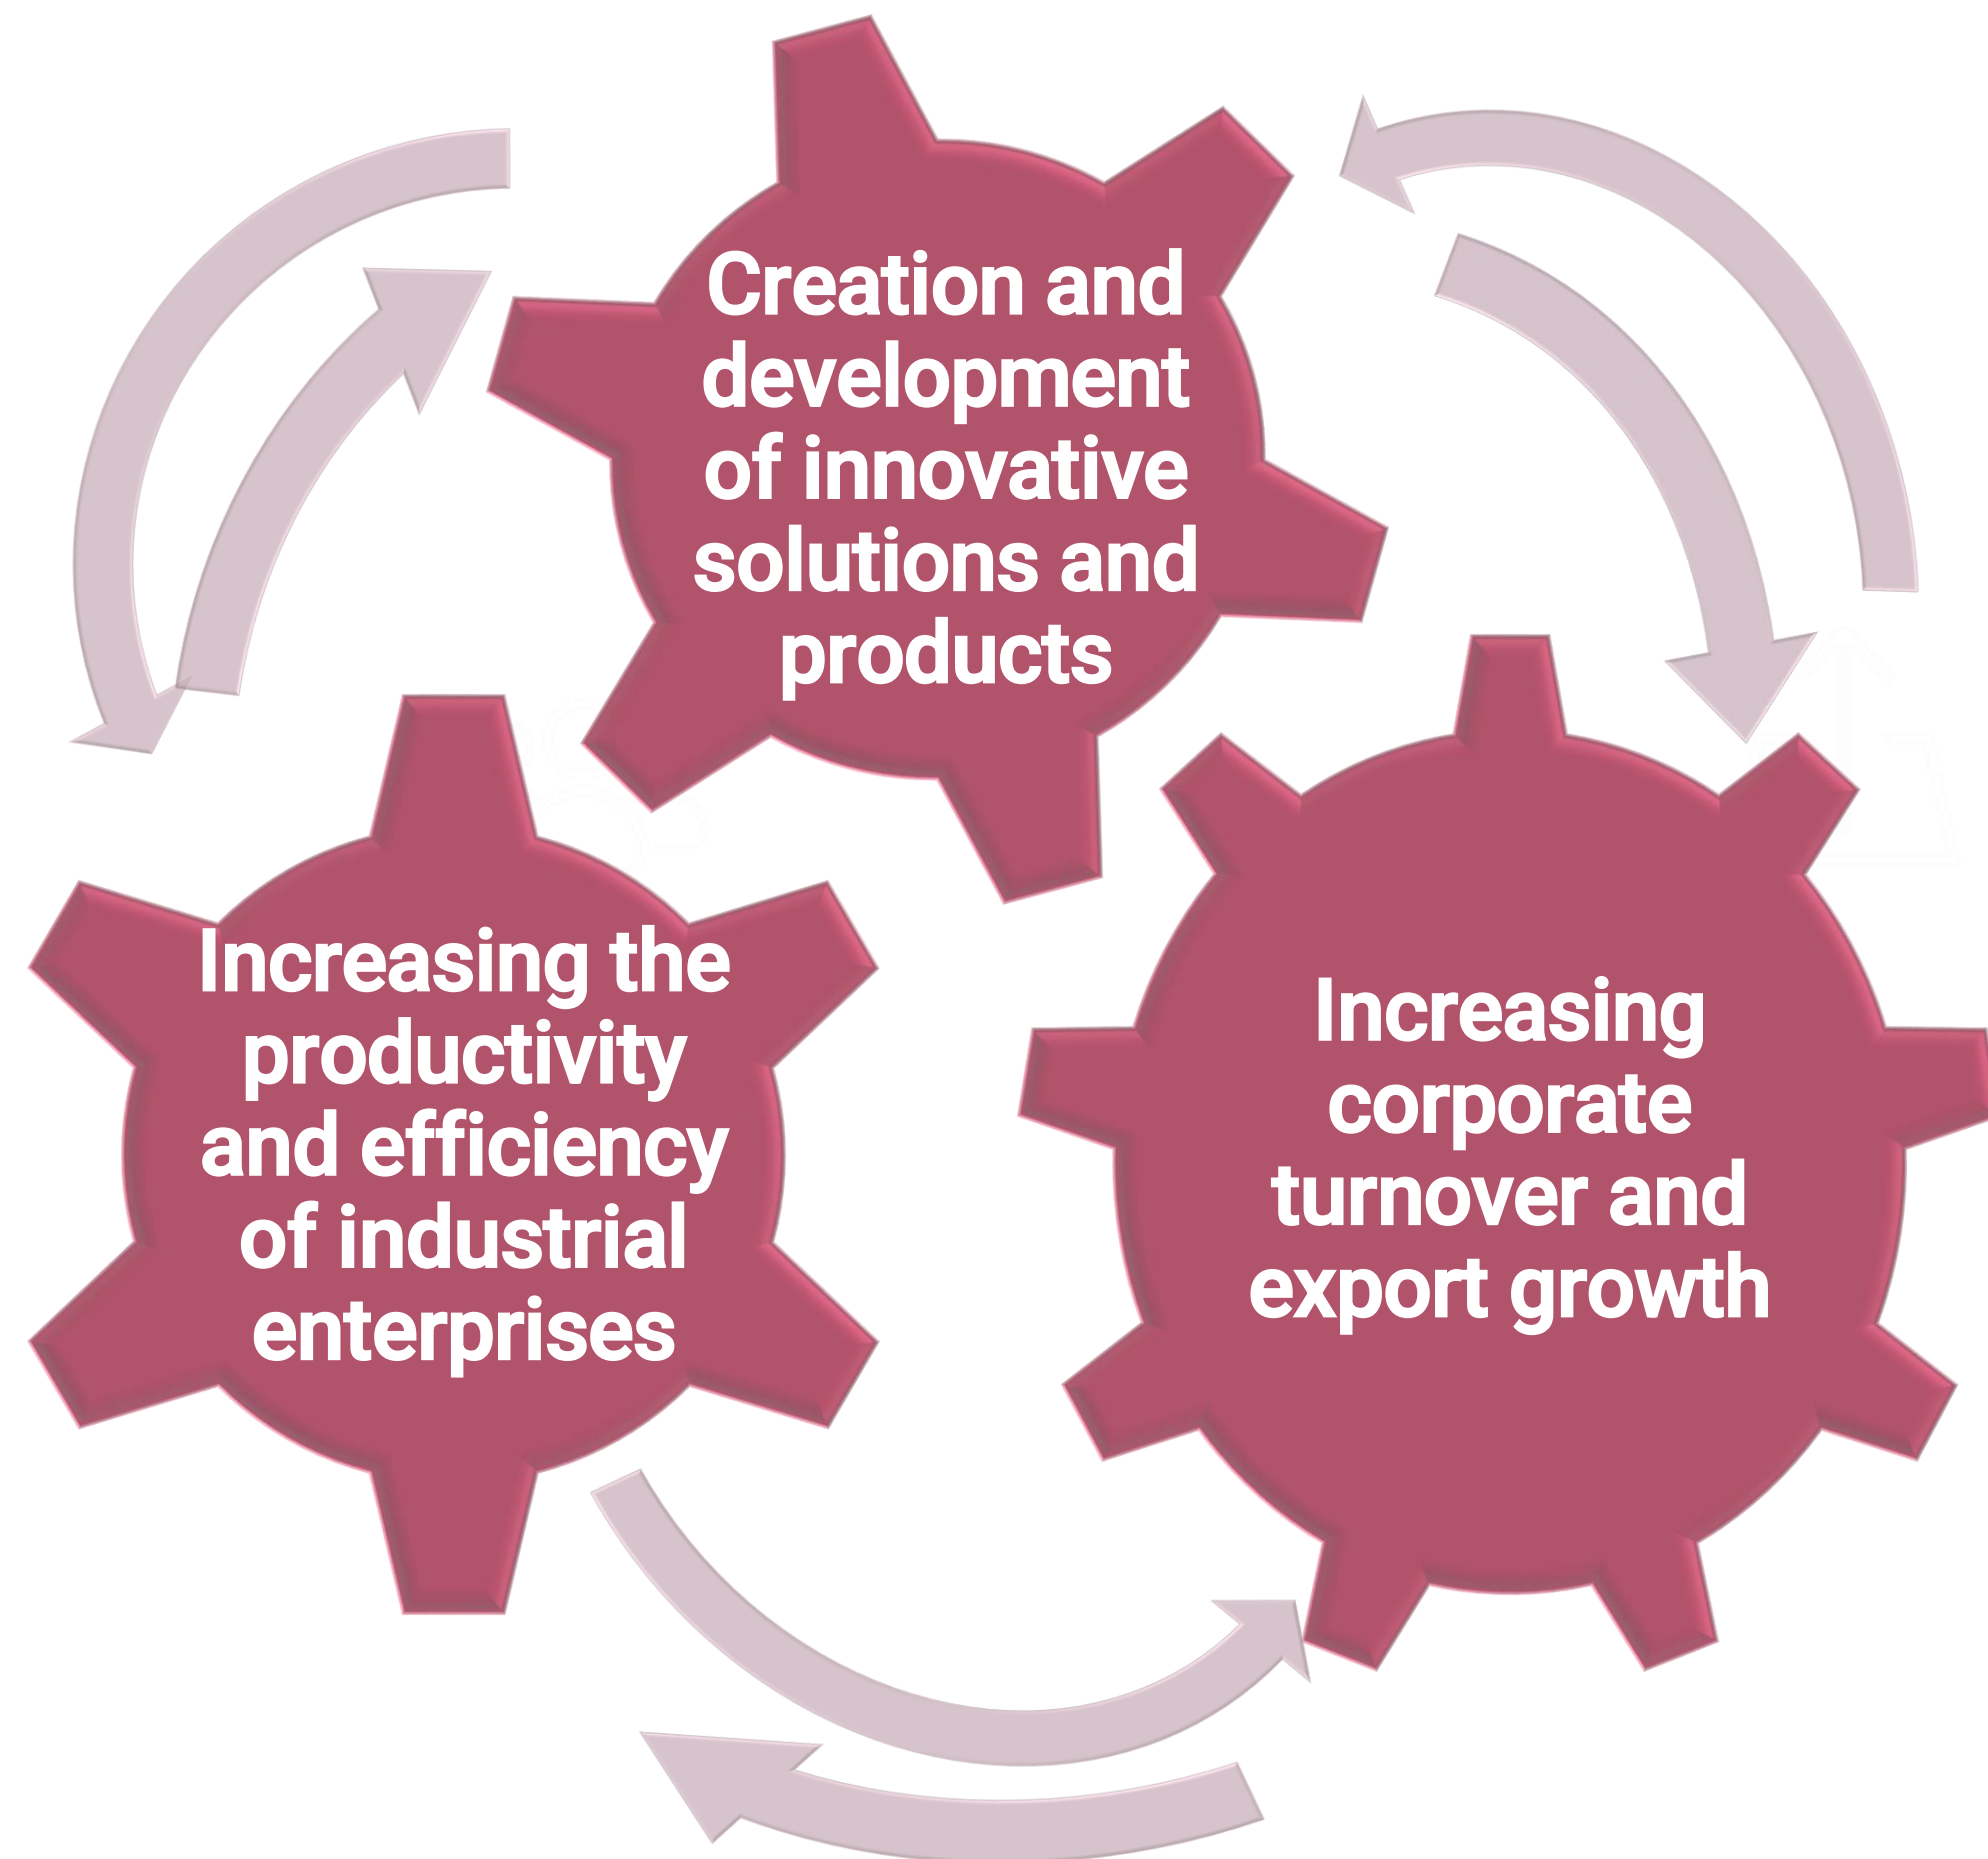 Creation and
development
of innovative
solutions and
products
Increasing the
productivity
and efficiency
of industrial
enterprises
Increasing
corporate
turnover and
export growth